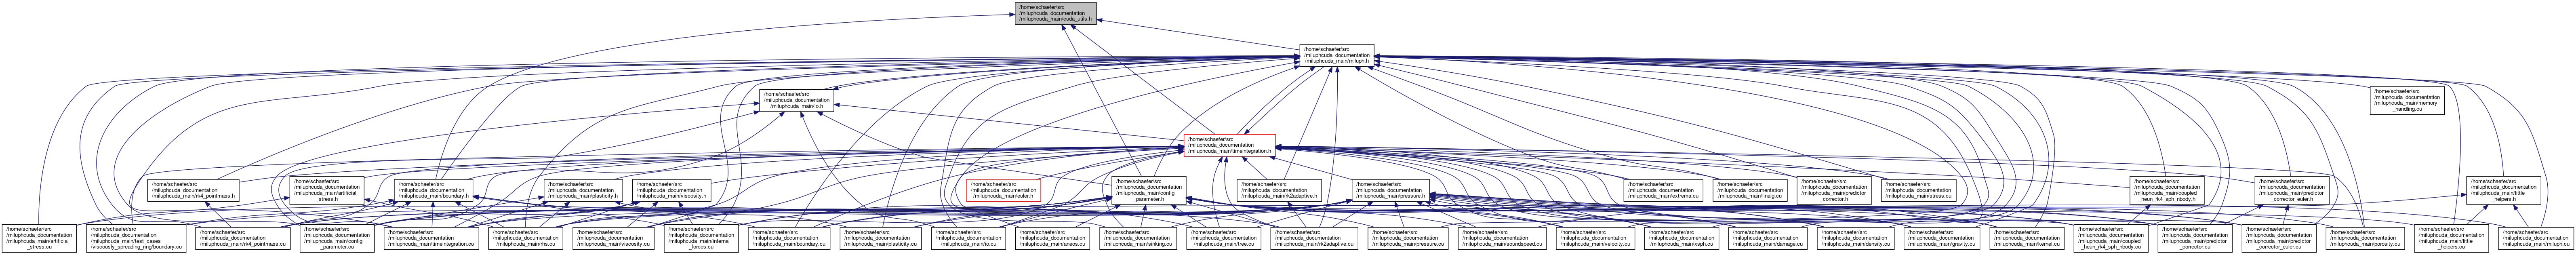 /home/schaefer/src
/miluphcuda_documentation
/miluphcuda_main/cuda_utils.h
/home/schaefer/src
/miluphcuda_documentation
/miluphcuda_main/miluph.h
/home/schaefer/src
/miluphcuda_documentation
/miluphcuda_main/io.h
/home/schaefer/src
/miluphcuda_documentation
/miluphcuda_main/memory
_handling.cu
/home/schaefer/src
/miluphcuda_documentation
/miluphcuda_main/timeintegration.h
/home/schaefer/src
/miluphcuda_documentation
/miluphcuda_main/rk4_pointmass.h
/home/schaefer/src
/miluphcuda_documentation
/miluphcuda_main/artificial
_stress.h
/home/schaefer/src
/miluphcuda_documentation
/miluphcuda_main/boundary.h
/home/schaefer/src
/miluphcuda_documentation
/miluphcuda_main/plasticity.h
/home/schaefer/src
/miluphcuda_documentation
/miluphcuda_main/viscosity.h
/home/schaefer/src
/miluphcuda_documentation
/miluphcuda_main/euler.h
/home/schaefer/src
/miluphcuda_documentation
/miluphcuda_main/config
_parameter.h
/home/schaefer/src
/miluphcuda_documentation
/miluphcuda_main/rk2adaptive.h
/home/schaefer/src
/miluphcuda_documentation
/miluphcuda_main/pressure.h
/home/schaefer/src
/miluphcuda_documentation
/miluphcuda_main/extrema.cu
/home/schaefer/src
/miluphcuda_documentation
/miluphcuda_main/linalg.cu
/home/schaefer/src
/miluphcuda_documentation
/miluphcuda_main/predictor
_corrector.h
/home/schaefer/src
/miluphcuda_documentation
/miluphcuda_main/stress.cu
/home/schaefer/src
/miluphcuda_documentation
/miluphcuda_main/coupled
_heun_rk4_sph_nbody.h
/home/schaefer/src
/miluphcuda_documentation
/miluphcuda_main/predictor
_corrector_euler.h
/home/schaefer/src
/miluphcuda_documentation
/miluphcuda_main/little
_helpers.h
/home/schaefer/src
/miluphcuda_documentation
/miluphcuda_main/artificial
_stress.cu
/home/schaefer/src
/miluphcuda_documentation
/miluphcuda_main/test_cases
/viscously_spreading_ring/boundary.cu
/home/schaefer/src
/miluphcuda_documentation
/miluphcuda_main/rk4_pointmass.cu
/home/schaefer/src
/miluphcuda_documentation
/miluphcuda_main/config
_parameter.cu
/home/schaefer/src
/miluphcuda_documentation
/miluphcuda_main/timeintegration.cu
/home/schaefer/src
/miluphcuda_documentation
/miluphcuda_main/rhs.cu
/home/schaefer/src
/miluphcuda_documentation
/miluphcuda_main/viscosity.cu
/home/schaefer/src
/miluphcuda_documentation
/miluphcuda_main/internal
_forces.cu
/home/schaefer/src
/miluphcuda_documentation
/miluphcuda_main/boundary.cu
/home/schaefer/src
/miluphcuda_documentation
/miluphcuda_main/plasticity.cu
/home/schaefer/src
/miluphcuda_documentation
/miluphcuda_main/io.cu
/home/schaefer/src
/miluphcuda_documentation
/miluphcuda_main/aneos.cu
/home/schaefer/src
/miluphcuda_documentation
/miluphcuda_main/sinking.cu
/home/schaefer/src
/miluphcuda_documentation
/miluphcuda_main/tree.cu
/home/schaefer/src
/miluphcuda_documentation
/miluphcuda_main/rk2adaptive.cu
/home/schaefer/src
/miluphcuda_documentation
/miluphcuda_main/pressure.cu
/home/schaefer/src
/miluphcuda_documentation
/miluphcuda_main/soundspeed.cu
/home/schaefer/src
/miluphcuda_documentation
/miluphcuda_main/velocity.cu
/home/schaefer/src
/miluphcuda_documentation
/miluphcuda_main/xsph.cu
/home/schaefer/src
/miluphcuda_documentation
/miluphcuda_main/damage.cu
/home/schaefer/src
/miluphcuda_documentation
/miluphcuda_main/density.cu
/home/schaefer/src
/miluphcuda_documentation
/miluphcuda_main/gravity.cu
/home/schaefer/src
/miluphcuda_documentation
/miluphcuda_main/kernel.cu
/home/schaefer/src
/miluphcuda_documentation
/miluphcuda_main/coupled
_heun_rk4_sph_nbody.cu
/home/schaefer/src
/miluphcuda_documentation
/miluphcuda_main/predictor
_corrector.cu
/home/schaefer/src
/miluphcuda_documentation
/miluphcuda_main/predictor
_corrector_euler.cu
/home/schaefer/src
/miluphcuda_documentation
/miluphcuda_main/porosity.cu
/home/schaefer/src
/miluphcuda_documentation
/miluphcuda_main/little
_helpers.cu
/home/schaefer/src
/miluphcuda_documentation
/miluphcuda_main/miluph.cu